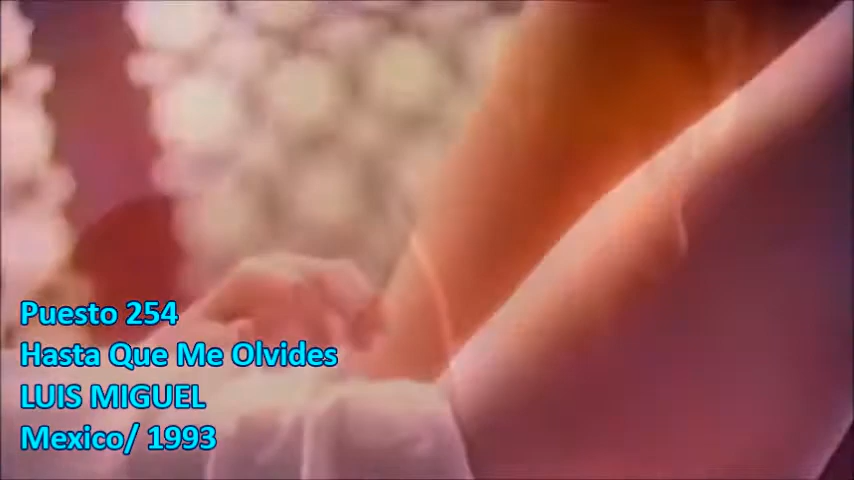 Puesto 254
Hasta Que Me Olvides
LUIS MIGUEL
Mexico/ 1993